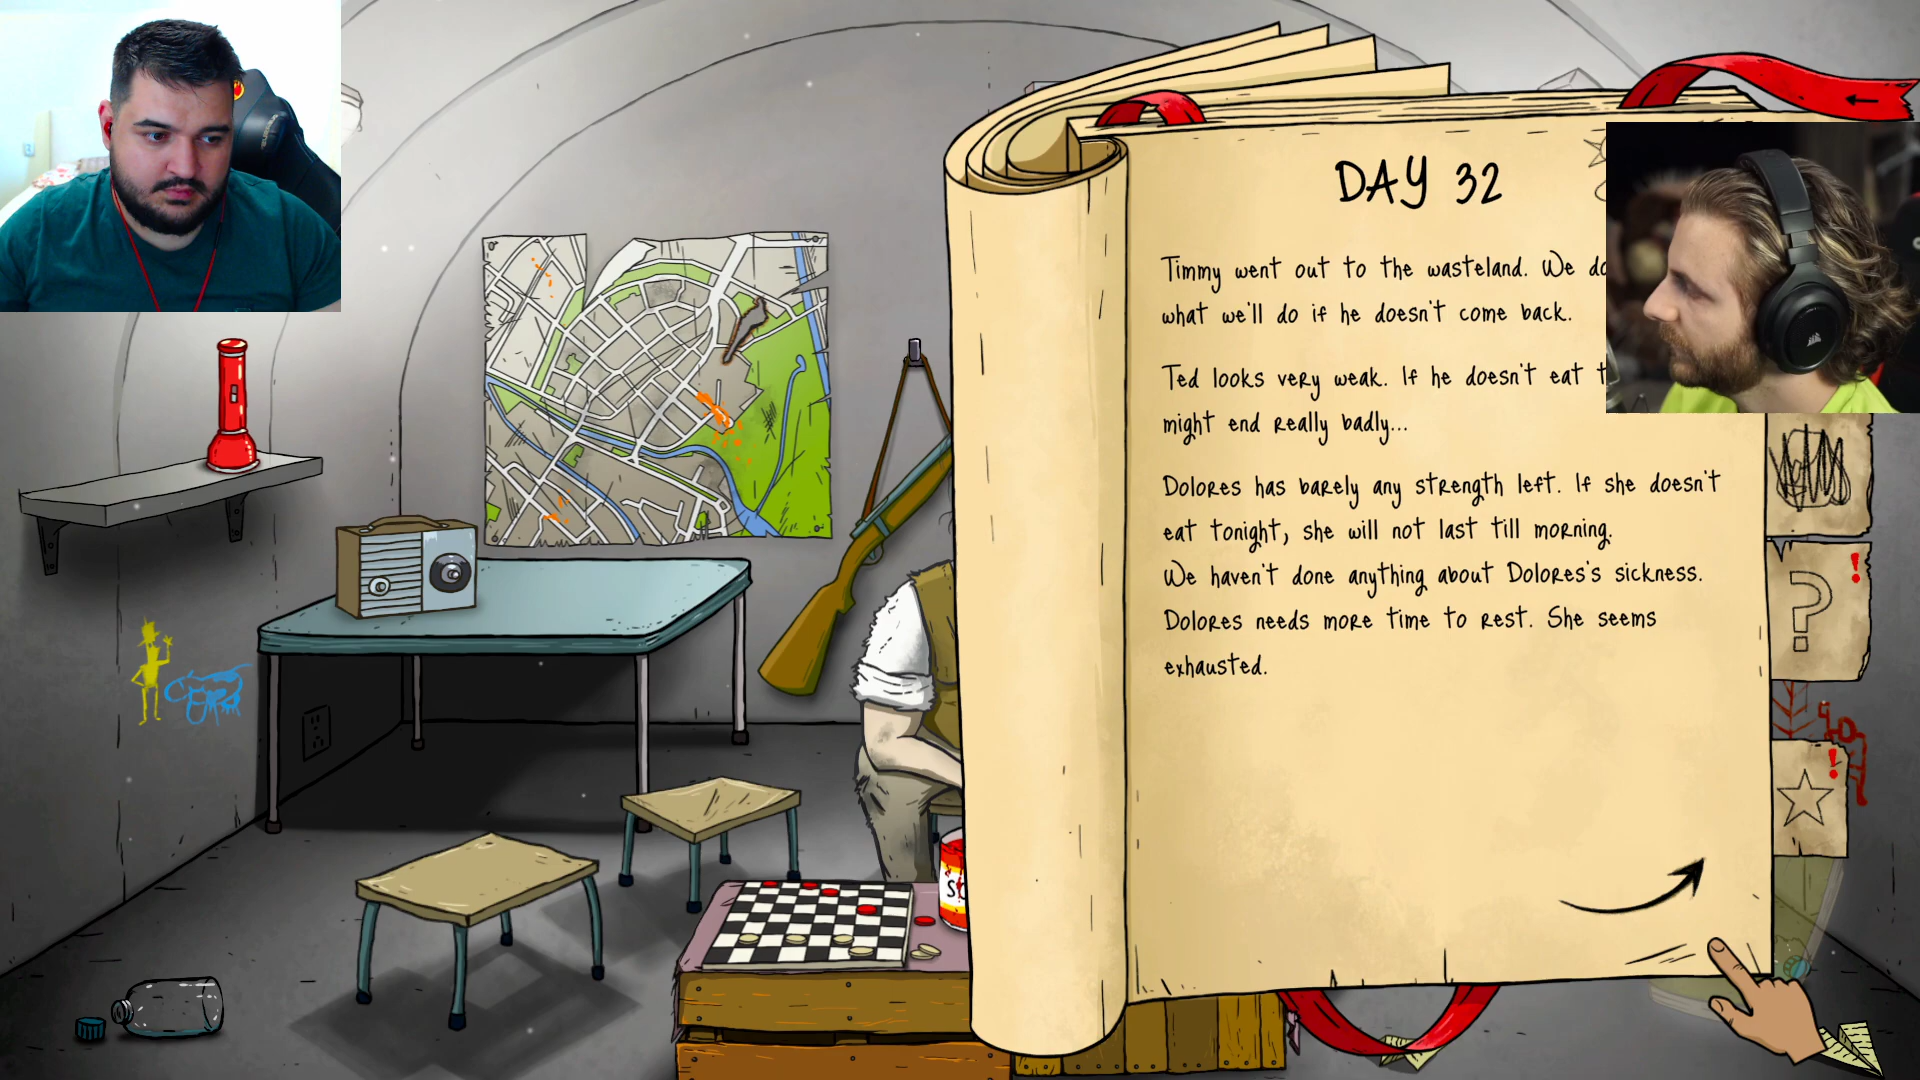 DAY 32
Timmy went out to the wasteland. We do
what we'll do if he doesn't come back.
Ted looks very weak. If he doesn't eat t
might end really badly...
Dolores has barely any strength left. If she doesn't
eat tonight, she will not last till morning.
We haven't done anything about Dolores's sickness.
Dolores needs more time to rest. She seems
exhausted.